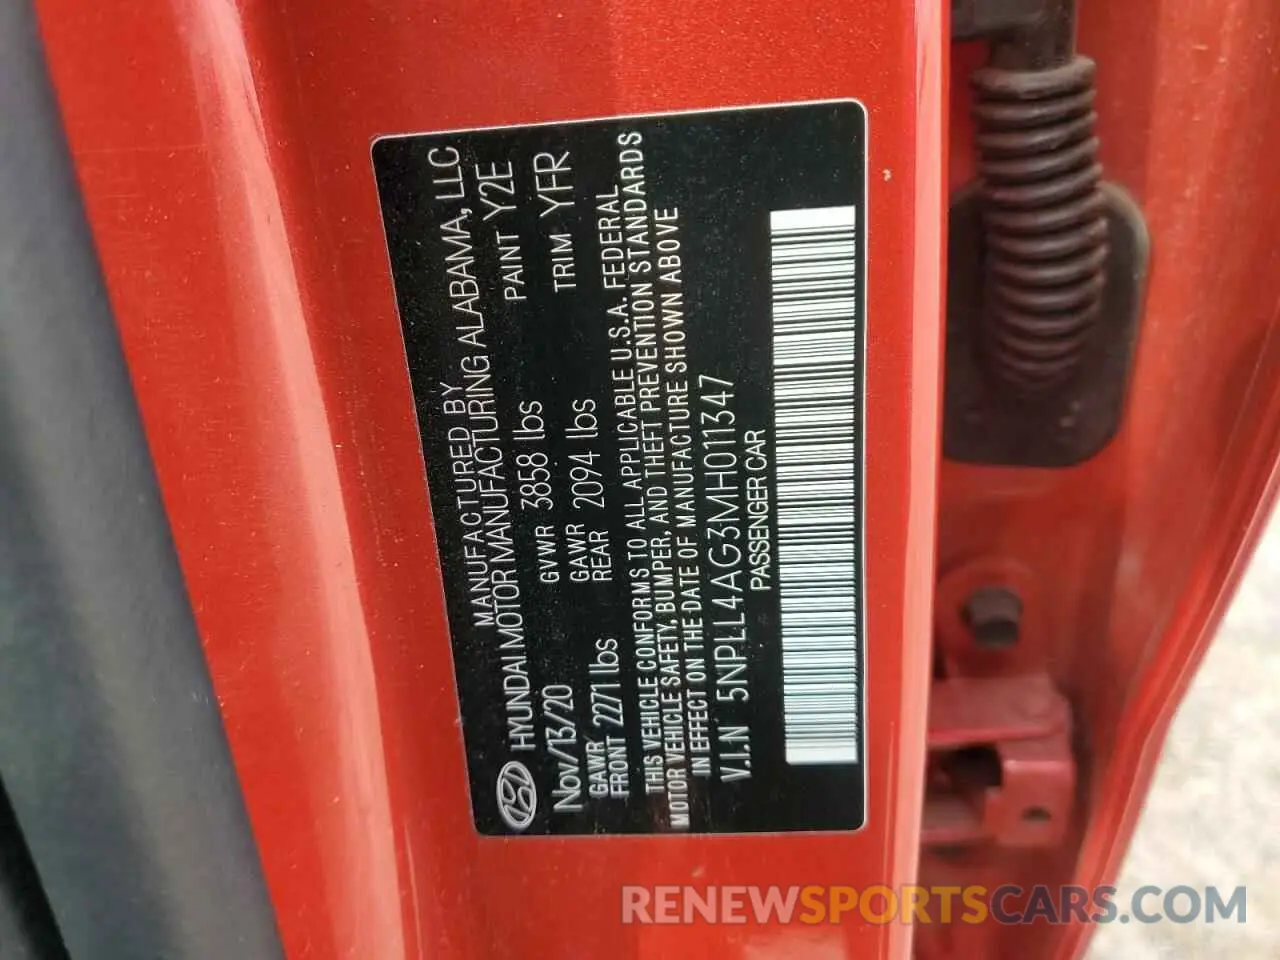 MANUFACTURED BY
HYUNDAI MOTOR MANUFACTURING ALABAMA, LLC
Nov/13/20 GVWR 3858 lbs PAINT Y2E
GAWR FRONT 2271 lbs GAWR REAR 2094 lbs TRIM YFR
THIS VEHICLE CONFORMS TO ALL APPLICABLE U.S.A. FEDERAL
MOTOR VEHICLE SAFETY, BUMPER, AND THEFT PREVENTION STANDARDS
IN EFFECT ON THE DATE OF MANUFACTURE SHOWN ABOVE
V.I.N 5NPLL4AG3MH011347
PASSENGER CAR
RENEWSPORTSCARS.COM